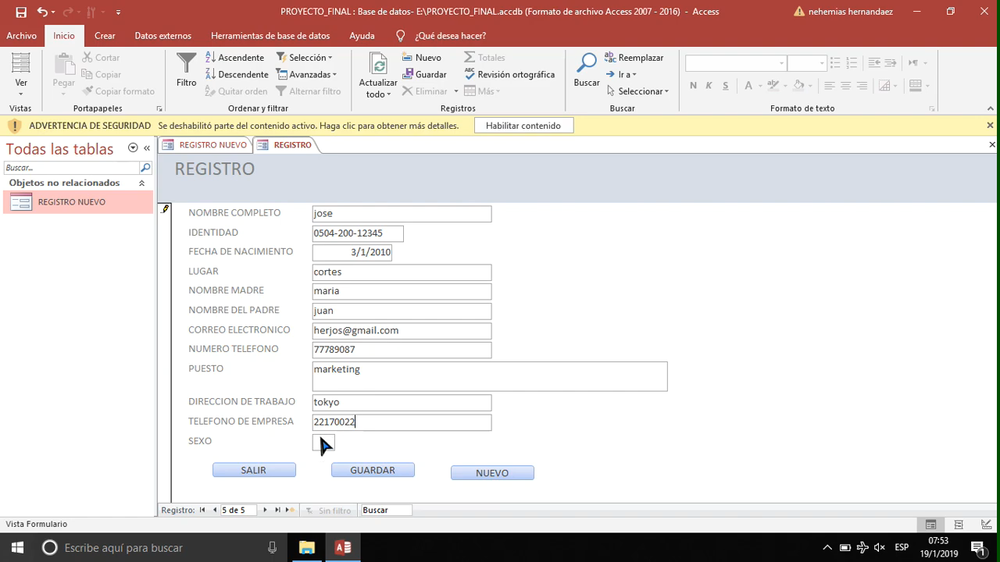 PROYECTO_FINAL : Base de datos- E:\PROYECTO_FINAL.accdb (Formato de archivo Access 2007 - 2016) - Access
nehemias hernandaez
Archivo Inicio Crear Datos externos Herramientas de base de datos Ayuda ¿Qué desea hacer?
Ver
Vistas
Pegar
Cortar
Copiar
Copiar formato
Portapapeles
Filtro
Ascendente
Descendente
Quitar orden
Selección
Avanzadas
Alternar filtro
Ordenar y filtrar
Actualizar
todo
Nuevo
Guardar
Eliminar
Totales
Revisión ortográfica
Más
Registros
Buscar
Reemplazar
Ir a
Seleccionar
Buscar
N K S A
Formato de texto
ADVERTENCIA DE SEGURIDAD Se deshabilitó parte del contenido activo. Haga clic para obtener más detalles. Habilitar contenido
Todas las tablas
Buscar...
Objetos no relacionados
REGISTRO NUEVO
REGISTRO NUEVO REGISTRO
REGISTRO
NOMBRE COMPLETO jose
IDENTIDAD 0504-200-12345
FECHA DE NACIMIENTO 3/1/2010
LUGAR cortes
NOMBRE MADRE maria
NOMBRE DEL PADRE juan
CORREO ELECTRONICO herjos@gmail.com
NUMERO TELEFONO 77789087
PUESTO marketing
DIRECCION DE TRABAJO tokyo
TELEFONO DE EMPRESA 22170022
SEXO
SALIR GUARDAR NUEVO
Registro: 5 de 5 Sin filtro Buscar
Vista Formulario
Escribe aquí para buscar
ESP
07:53
19/1/2019
1